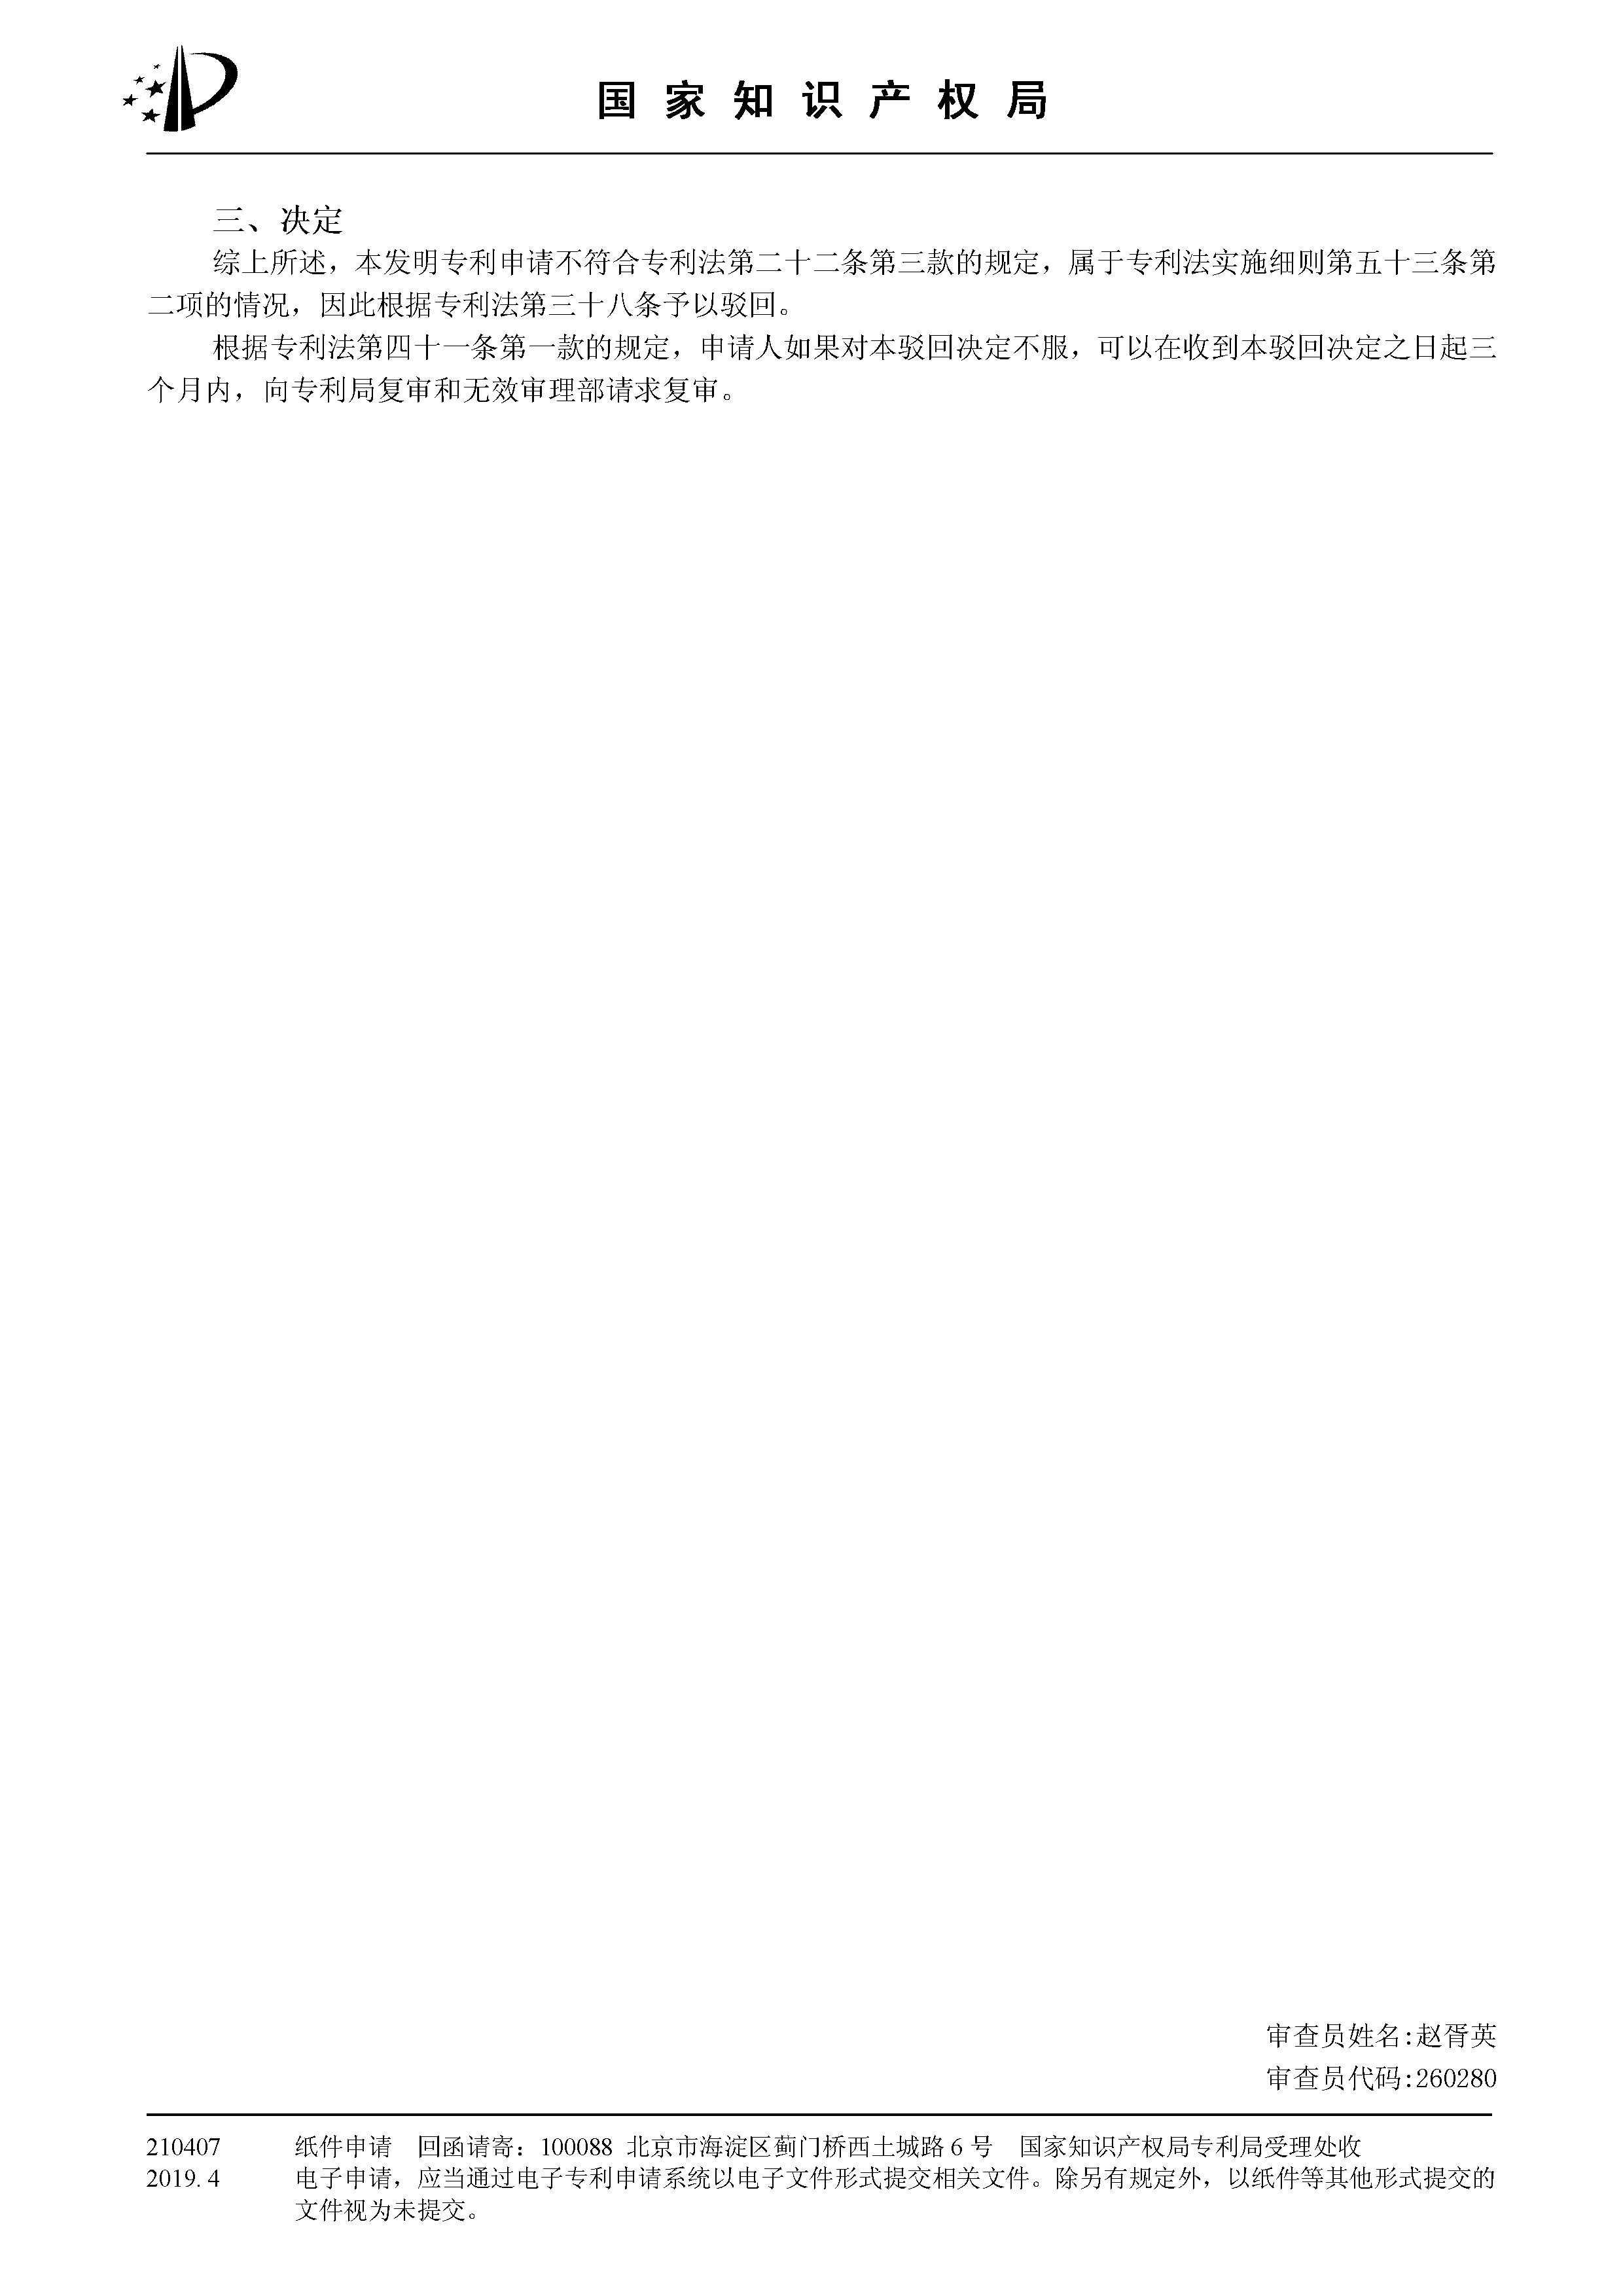 国家知识产权局
三、决定
综上所述，本发明专利申请不符合专利法第二十二条第三款的规定，属于专利法实施细则第五十三条第
二项的情况，因此根据专利法第三十八条予以驳回。
根据专利法第四十一条第一款的规定，申请人如果对本驳回决定不服，可以在收到本驳回决定之日起三
个月内，向专利局复审和无效审理部请求复审。
审查员姓名:赵胥英
审查员代码:260280
210407 纸件申请 回函请寄：100088 北京市海淀区蓟门桥西土城路 6 号 国家知识产权局专利局受理处收
2019.4 电子申请，应当通过电子专利申请系统以电子文件形式提交相关文件。除另有规定外，以纸件等其他形式提交的
文件视为未提交。